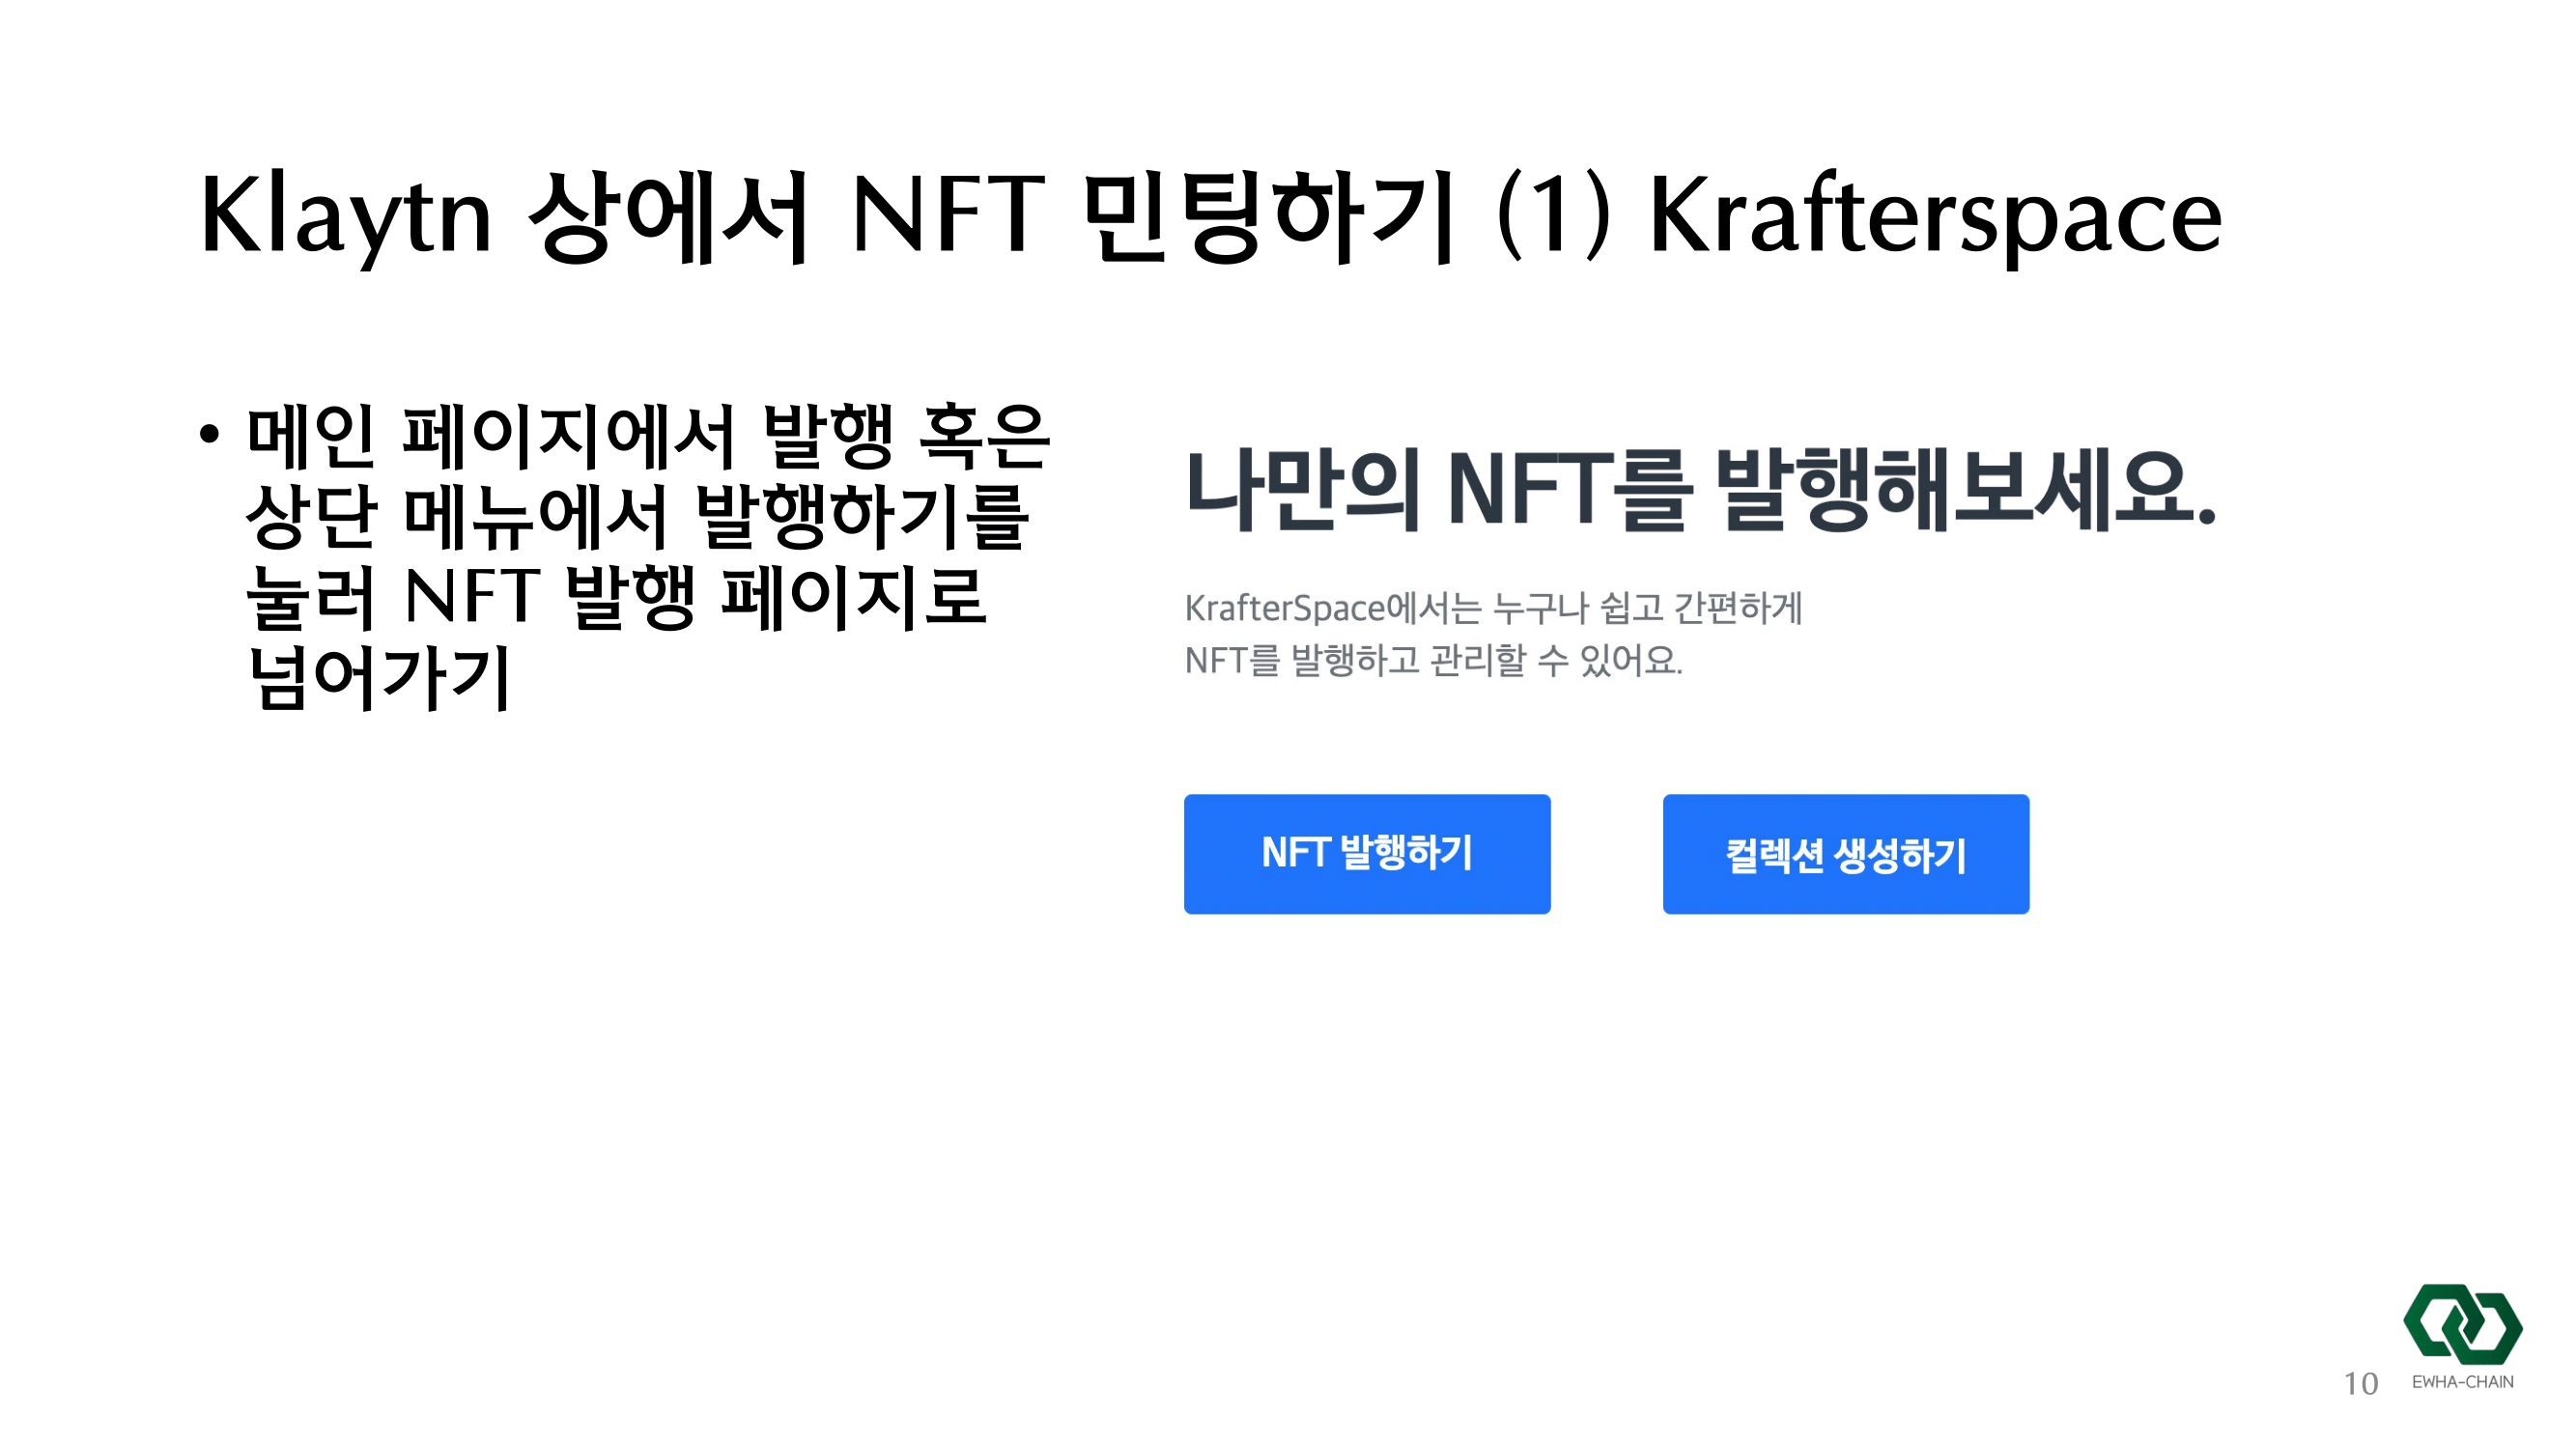 Klaytn 상에서 NFT 민팅하기 (1) Krafterspace
• 메인 페이지에서 발행 혹은
상단 메뉴에서 발행하기를
눌러 NFT 발행 페이지로
넘어가기
나만의 NFT를 발행해보세요.
KrafterSpace에서는 누구나 쉽고 간편하게
NFT를 발행하고 관리할 수 있어요.
NFT 발행하기
컬렉션 생성하기
10
EWHA-CHAIN